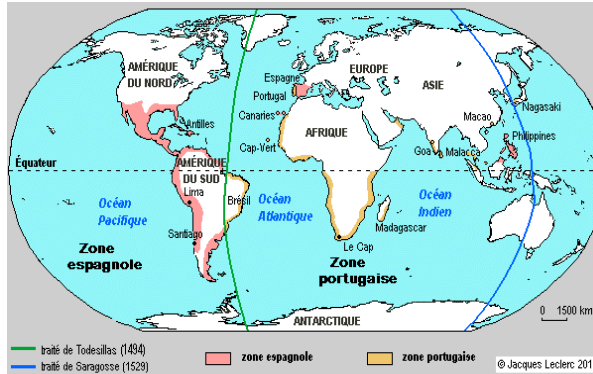 AMÉRIQUE
DU NORD
EUROPE
ASIE
Espagne
Portugal
Nagasaki
Canaries
Antilles
Macao
AFRIQUE
Philippines
Cap-Vert
Goa
Malacca
Équateur
AMÉRIQUE
DU SUD
Lima
Brésil
Océan
Pacifique
Océan
Atlantique
Océan
Indien
Madagascar
Santiago
Le Cap
Zone
espagnole
Zone
portugaise
ANTARCTIQUE
0 1500 km
traité de Todesillas (1494)
traité de Saragosse (1529)
zone espagnole
zone portugaise
© Jacques Leclerc 201